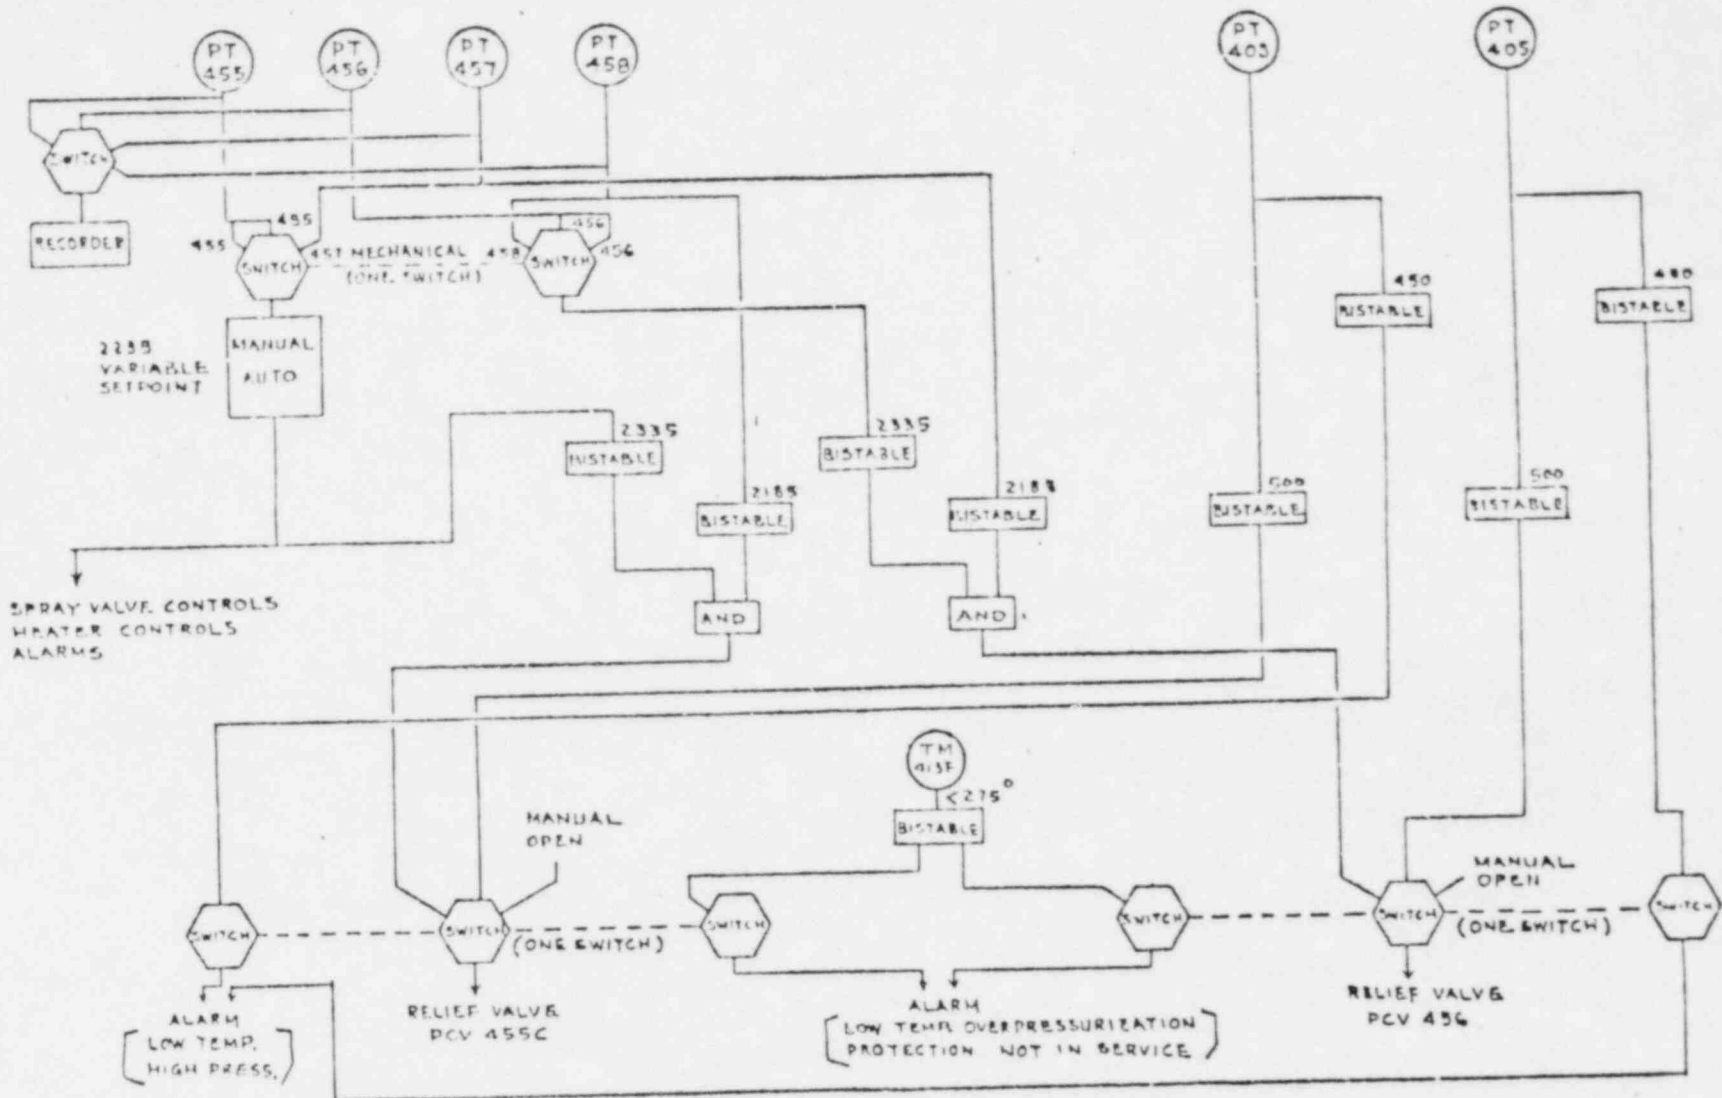 PT
455
PT
456
PT
457
PT
458
PT
403
PT
405
SWITCH
RECORDER
455
455
SWITCH
457 MECHANICAL 458
(ONE SWITCH)
456
SWITCH
456
450
BISTABLE
BISTABLE
2235
VARIABLE
SETPOINT
MANUAL
AUTO
2335
BISTABLE
2335
BISTABLE
2185
BISTABLE
BISTABLE
500
BISTABLE
500
BISTABLE
SPRAY VALVE CONTROLS
HEATER CONTROLS
ALARMS
AND
AND
TM
413F
<275°
BISTABLE
MANUAL
OPEN
MANUAL
OPEN
SWITCH
SWITCH
(ONE SWITCH)
SWITCH
SWITCH
SWITCH
(ONE SWITCH)
SWITCH
ALARM
LOW TEMP.
HIGH PRESS.
RELIEF VALVE
PCV 455C
ALARM
LOW TEMP. OVERPRESSURIZATION
PROTECTION NOT IN SERVICE
RELIEF VALVE
PCV 456